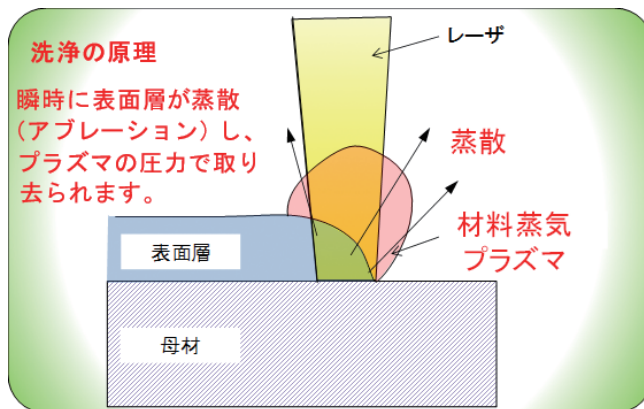 洗浄の原理
瞬時に表面層が蒸散
(アブレーション)し、
プラズマの圧力で取り
去られます。
レーザ
蒸散
材料蒸気
プラズマ
表面層
母材